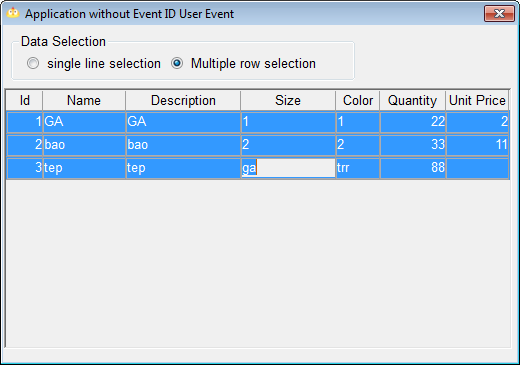 Application without Event ID User Event
Data Selection
single line selection Multiple row selection
Id Name Description Size Color Quantity Unit Price
1 GA GA 1 1 22 2
2 bao bao 2 2 33 11
3 tep tep ga trr 88